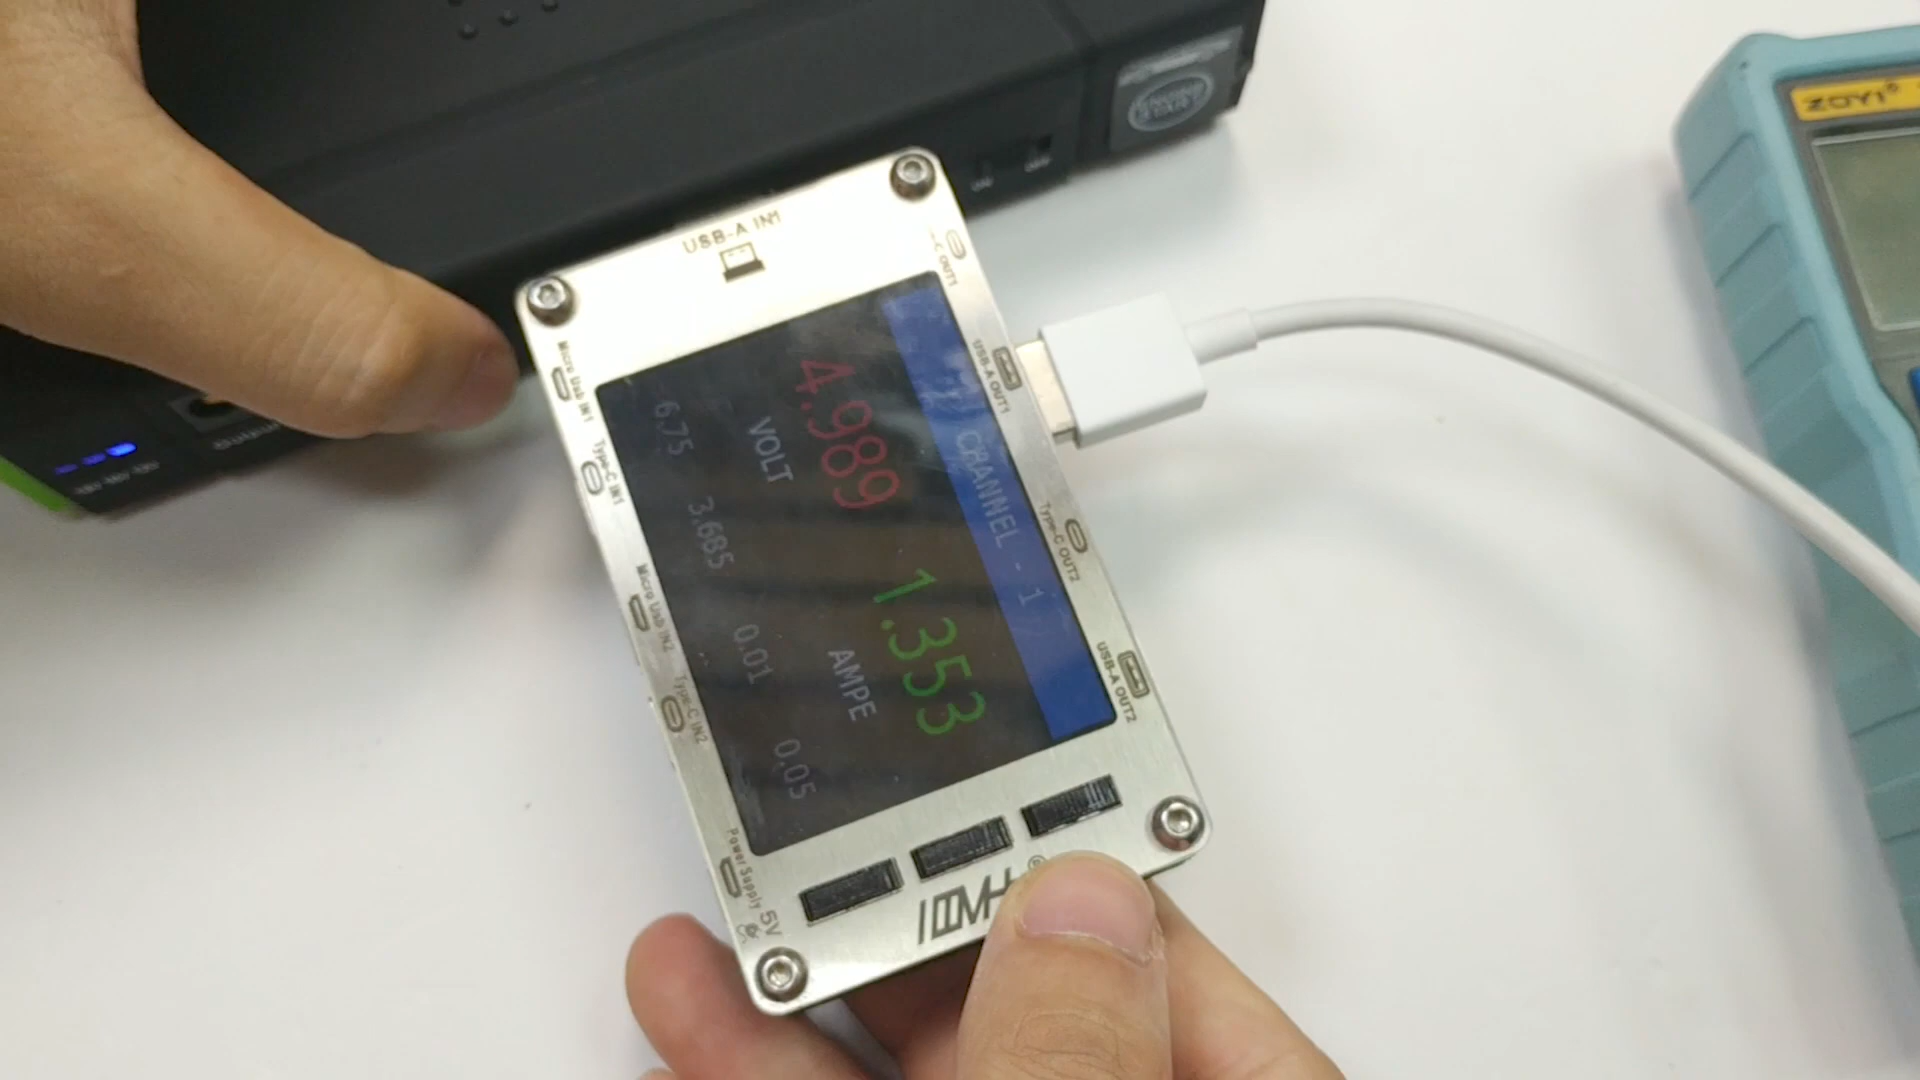 USB-A IN1
C OUT1
USB-A OUT1
Type-C OUT2
USB-A OUT2
Micro Usb IN1
Type-C IN1
Micro Usb IN2
Type-C IN2
Power Supply 5V
CHANNEL - 1
4.989
1.353
VOLT
AMPE
6.75
3.685
0.01
0.05
ZOYI